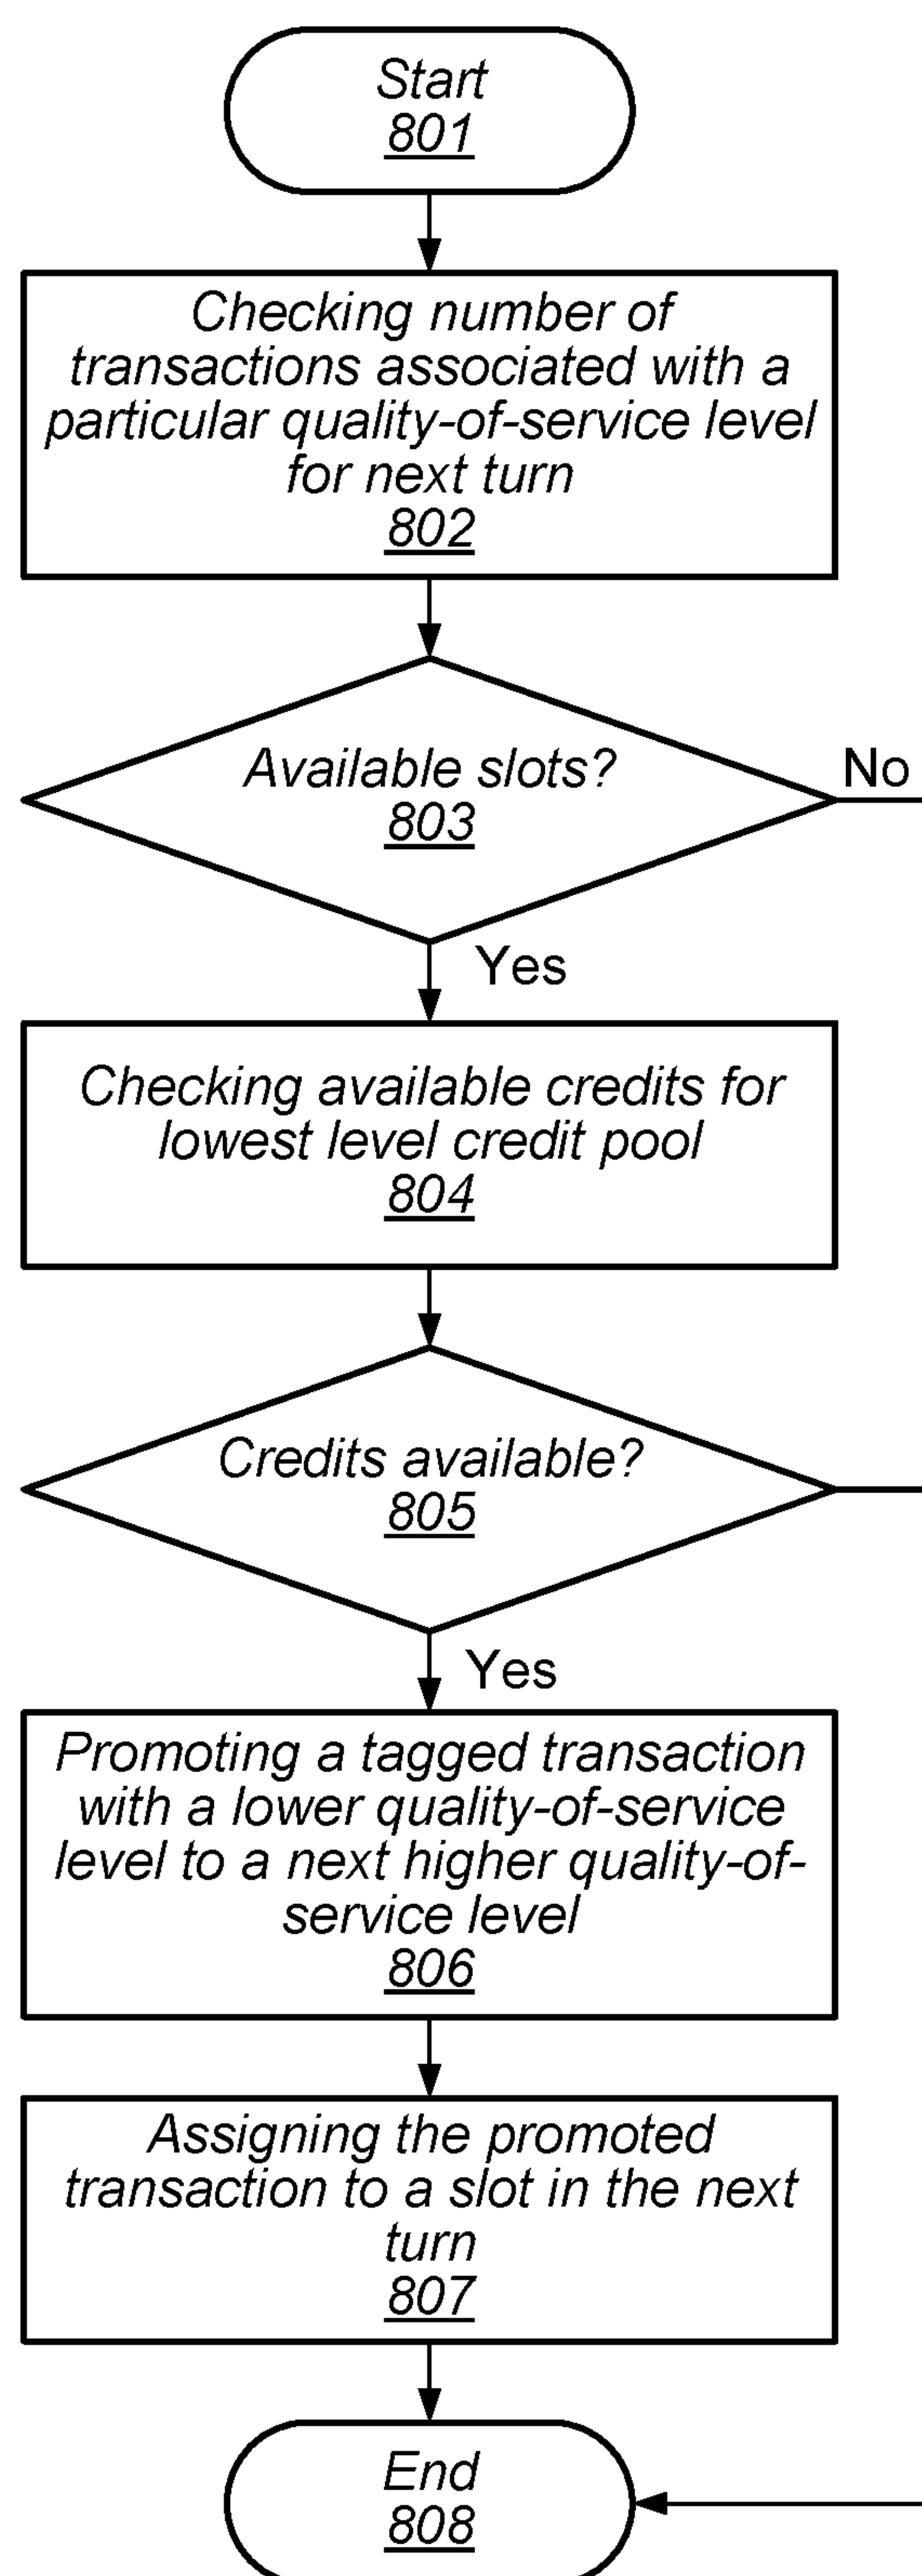 Start
801
Checking number of
transactions associated with a
particular quality-of-service level
for next turn
802
Available slots?
803
No
Yes
Checking available credits for
lowest level credit pool
804
Credits available?
805
Yes
Promoting a tagged transaction
with a lower quality-of-service
level to a next higher quality-of-
service level
806
Assigning the promoted
transaction to a slot in the next
turn
807
End
808